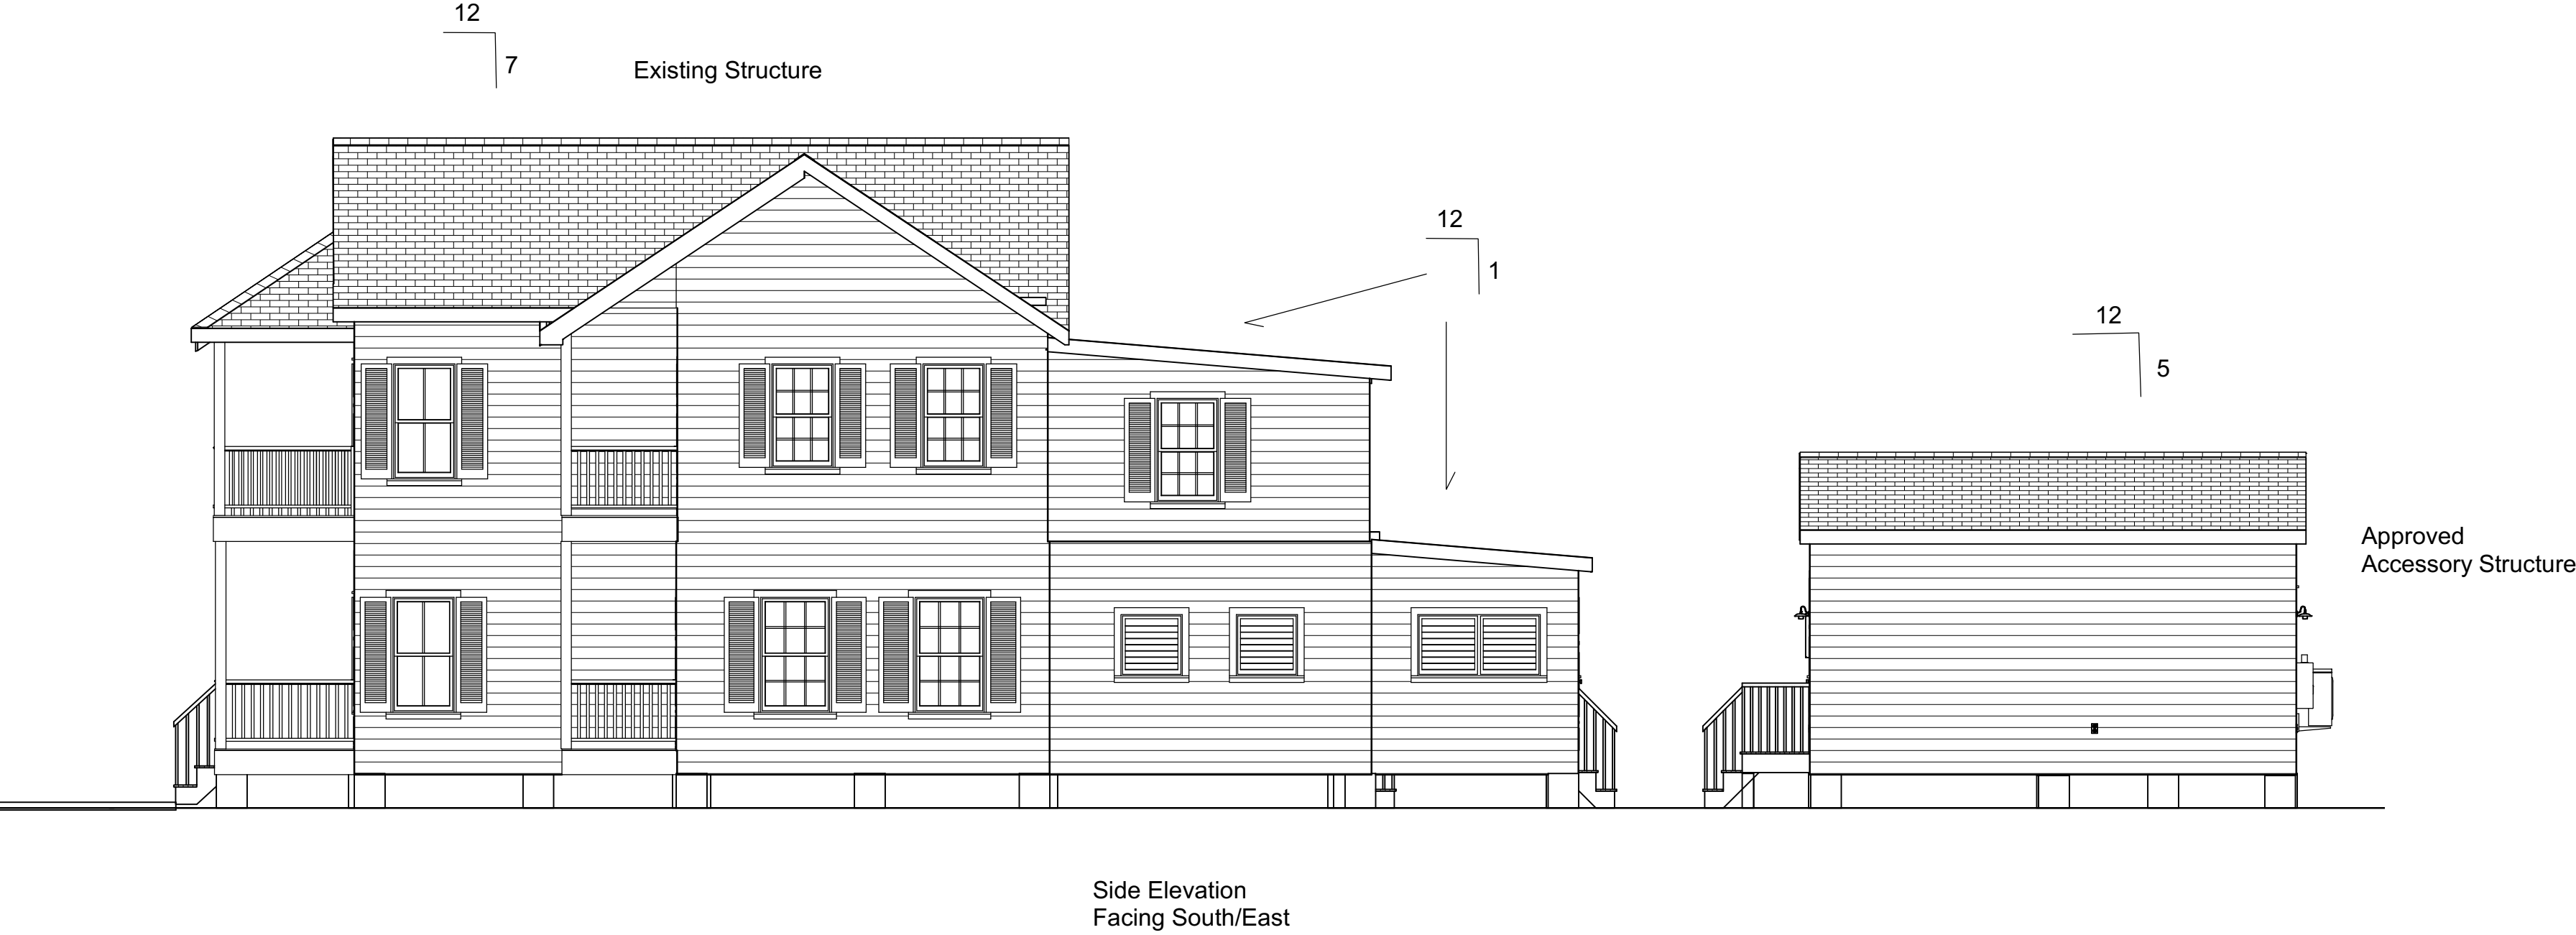 12
7
Existing Structure
12
1
12
5
Approved
Accessory Structure
Side Elevation
Facing South/East